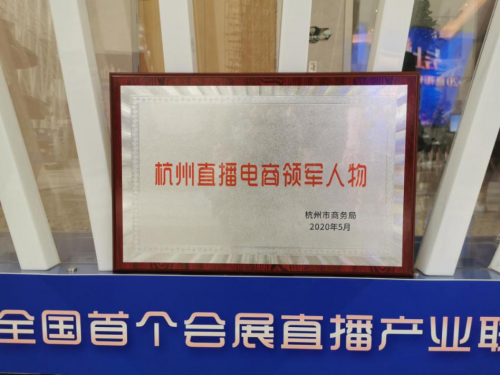 杭州直播电商领军人物
杭州市商务局
2020年5月
全国首个会展直播产业联